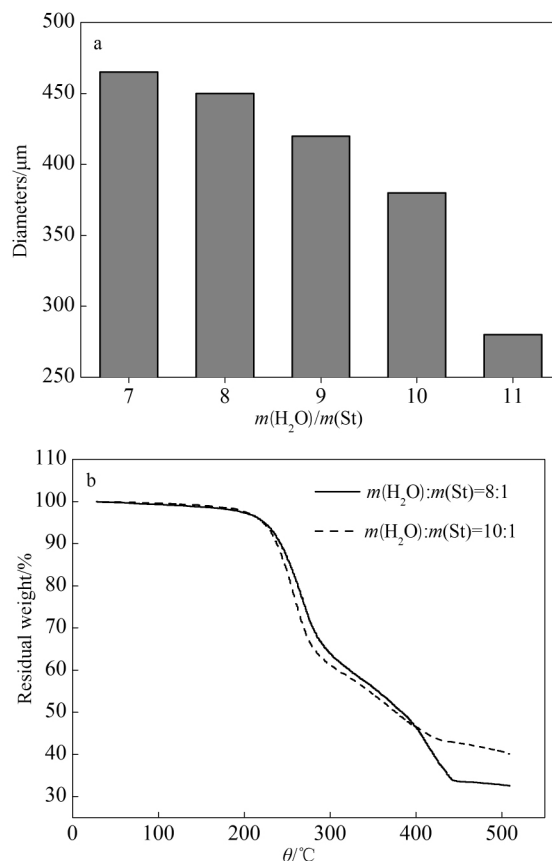 a
500
450
400
350
300
250
Diameters/μm
7 8 9 10 11
m(H₂O)/m(St)
b
110
100
90
80
70
60
50
40
30
Residual weight/%
m(H₂O):m(St)=8:1
m(H₂O):m(St)=10:1
0 100 200 300 400 500
θ/℃